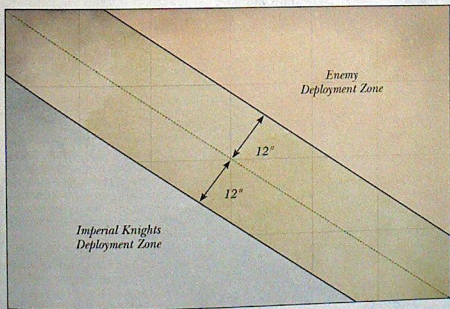 Enemy
Deployment Zone
12"
12"
Imperial Knights
Deployment Zone